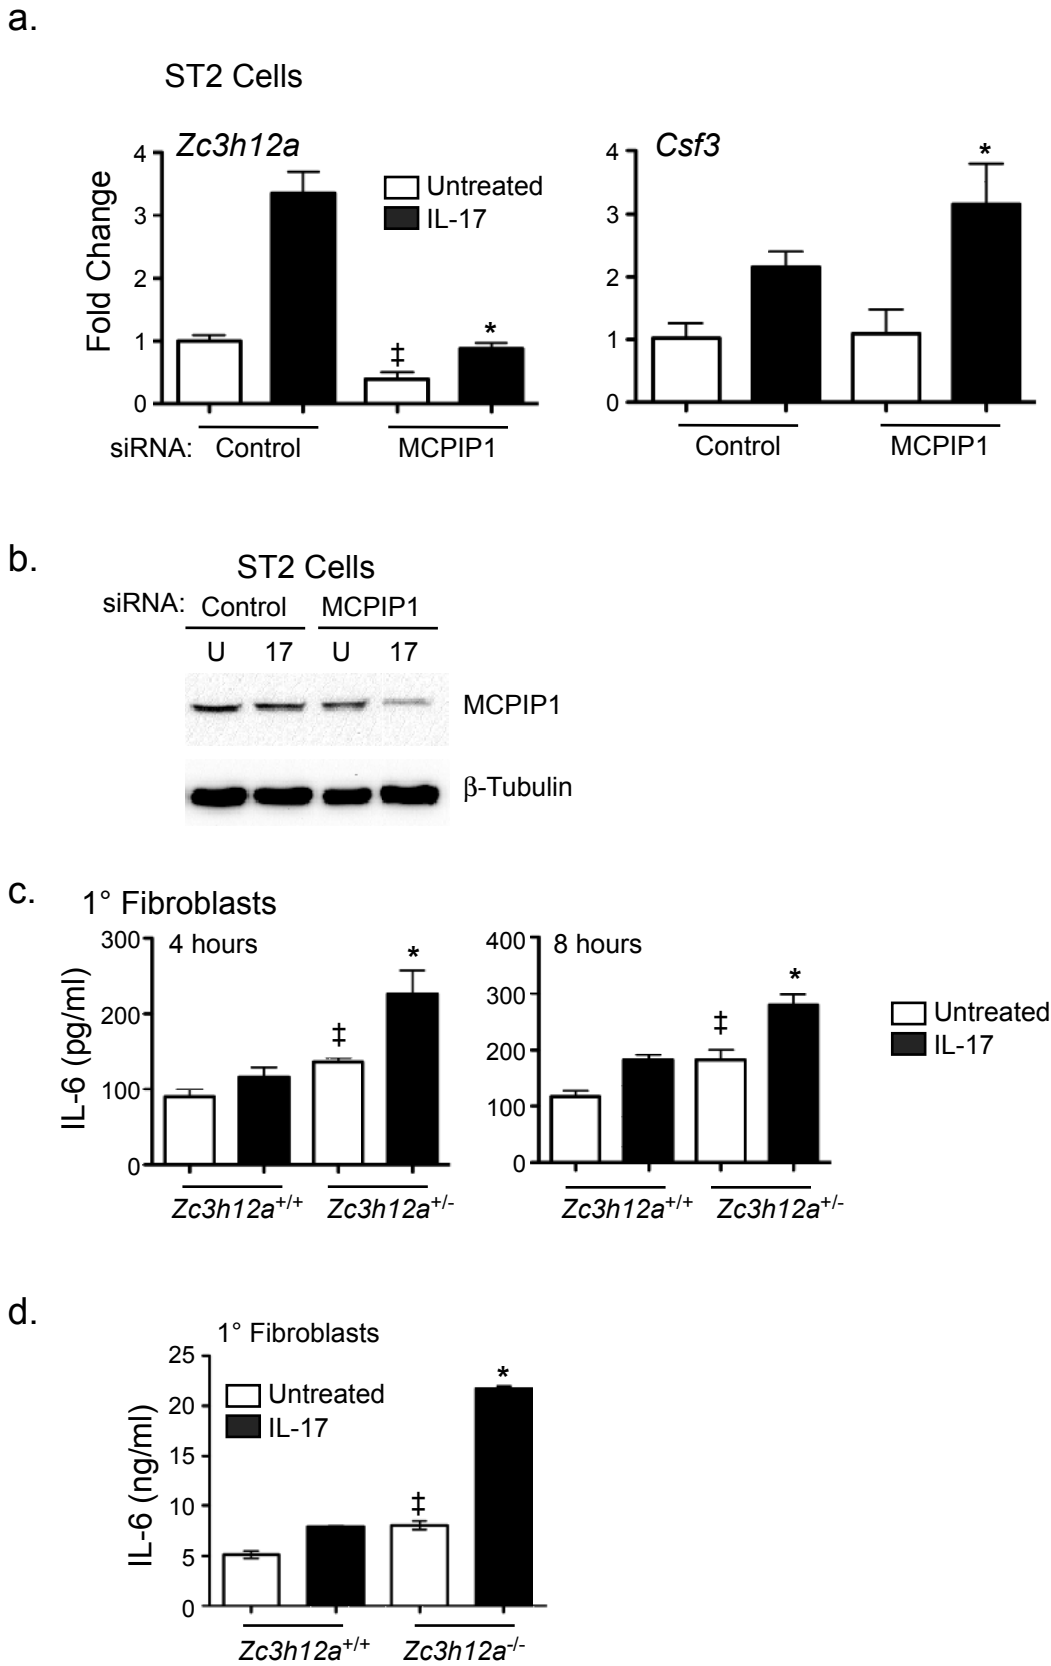 a.
ST2 Cells
Zc3h12a
Fold Change
4
3
2
1
0
Untreated
IL-17
‡
*
siRNA: Control MCPIP1
Csf3
4
3
2
1
0
*
Control MCPIP1
b.
ST2 Cells
siRNA: Control MCPIP1
U 17 U 17
MCPIP1
β-Tubulin
c.
1° Fibroblasts
4 hours
IL-6 (pg/ml)
300
200
100
0
‡
*
Zc3h12a+/+ Zc3h12a+/-
8 hours
400
300
200
100
0
‡
*
Zc3h12a+/+ Zc3h12a+/-
Untreated
IL-17
d.
1° Fibroblasts
IL-6 (ng/ml)
25
20
15
10
5
0
Untreated
IL-17
‡
*
Zc3h12a+/+ Zc3h12a-/-